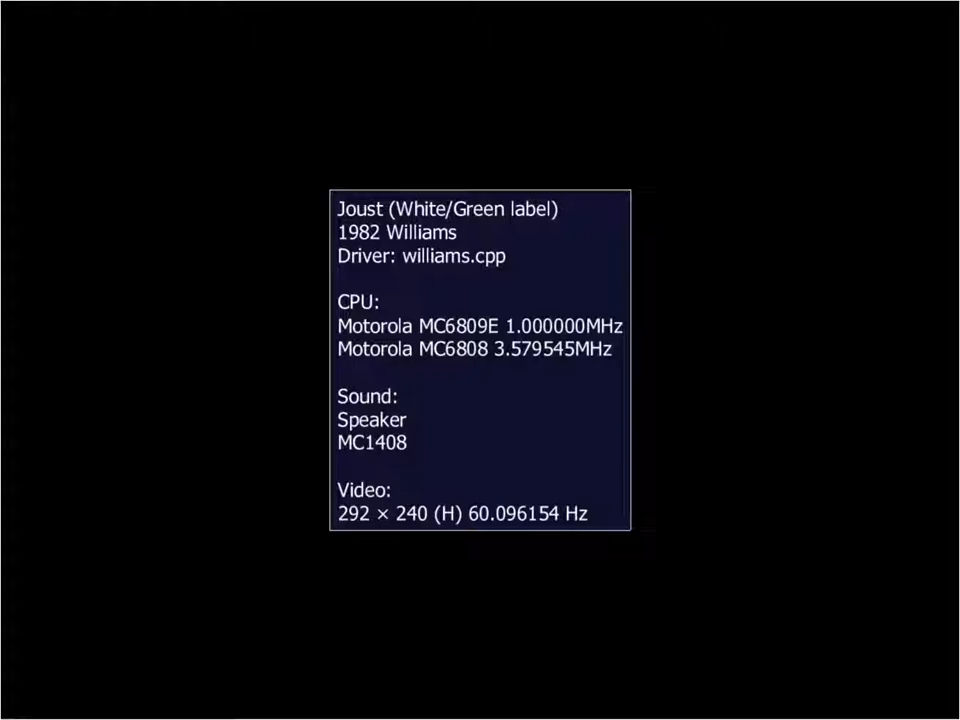 Joust (White/Green label)
1982 Williams
Driver: williams.cpp
CPU:
Motorola MC6809E 1.000000MHz
Motorola MC6808 3.579545MHz
Sound:
Speaker
MC1408
Video:
292 × 240 (H) 60.096154 Hz